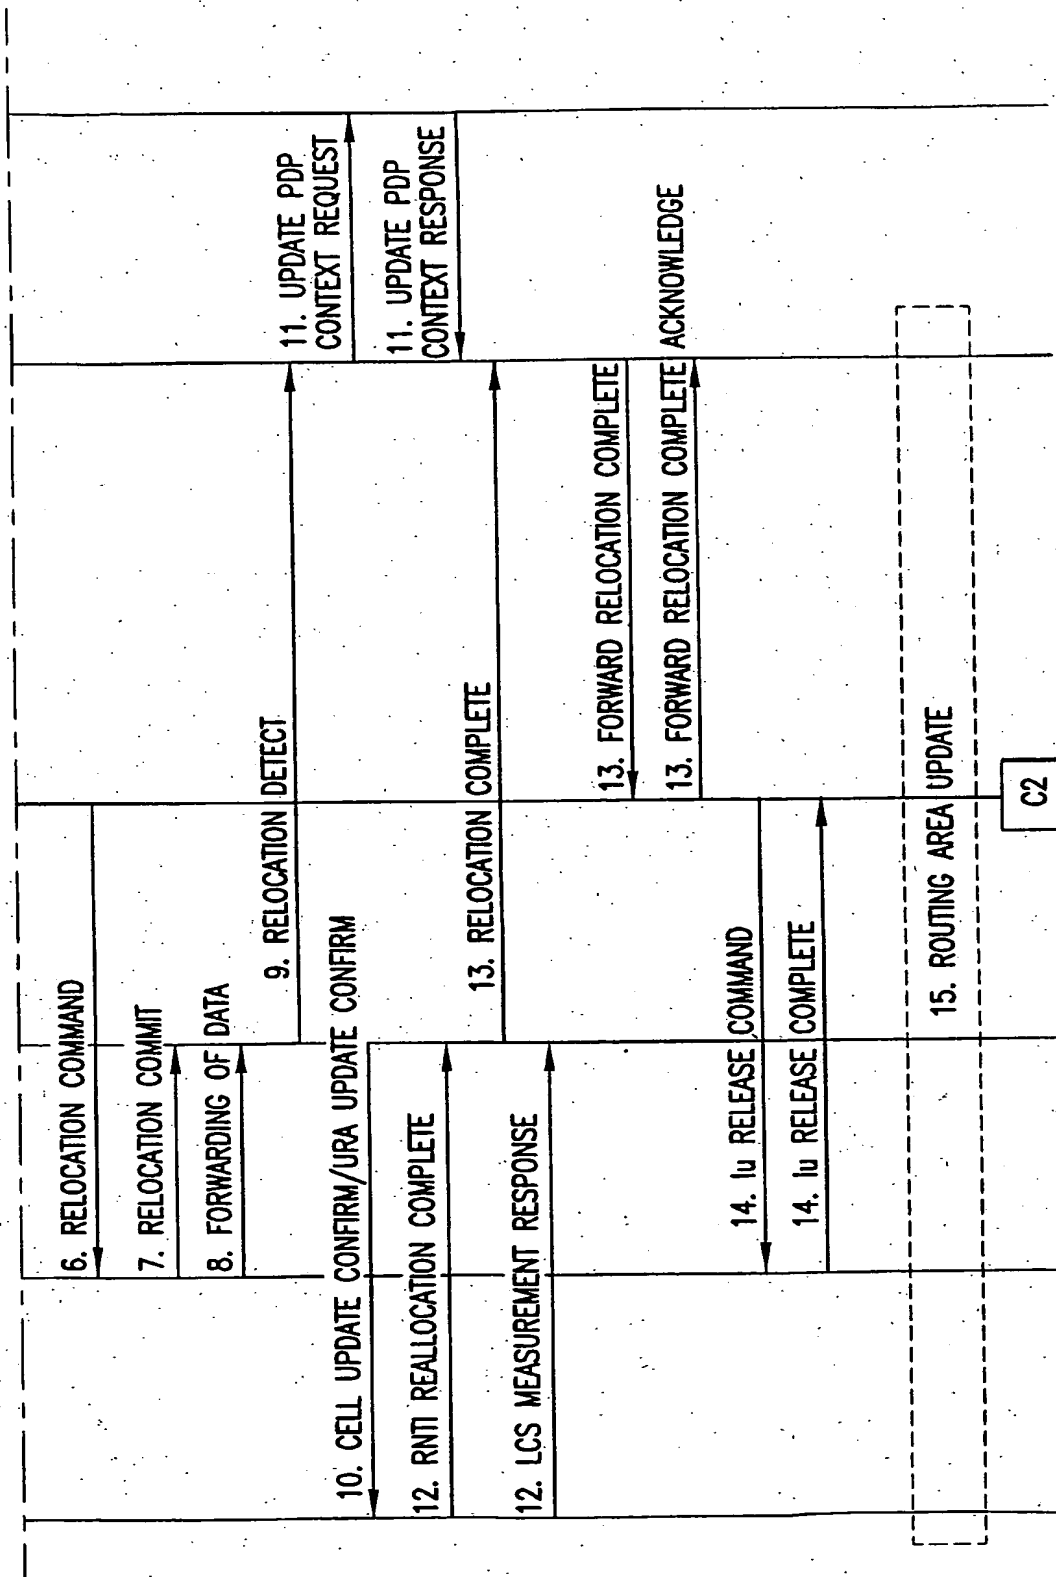 6. RELOCATION COMMAND
7. RELOCATION COMMIT
8. FORWARDING OF DATA
9. RELOCATION DETECT
10. CELL UPDATE CONFIRM/URA UPDATE CONFIRM
11. UPDATE PDP
CONTEXT REQUEST
11. UPDATE PDP
CONTEXT RESPONSE
12. RNTI REALLOCATION COMPLETE
13. RELOCATION COMPLETE
12. LCS MEASUREMENT RESPONSE
13. FORWARD RELOCATION COMPLETE
13. FORWARD RELOCATION COMPLETE ACKNOWLEDGE
14. Iu RELEASE COMMAND
14. Iu RELEASE COMPLETE
15. ROUTING AREA UPDATE
C2